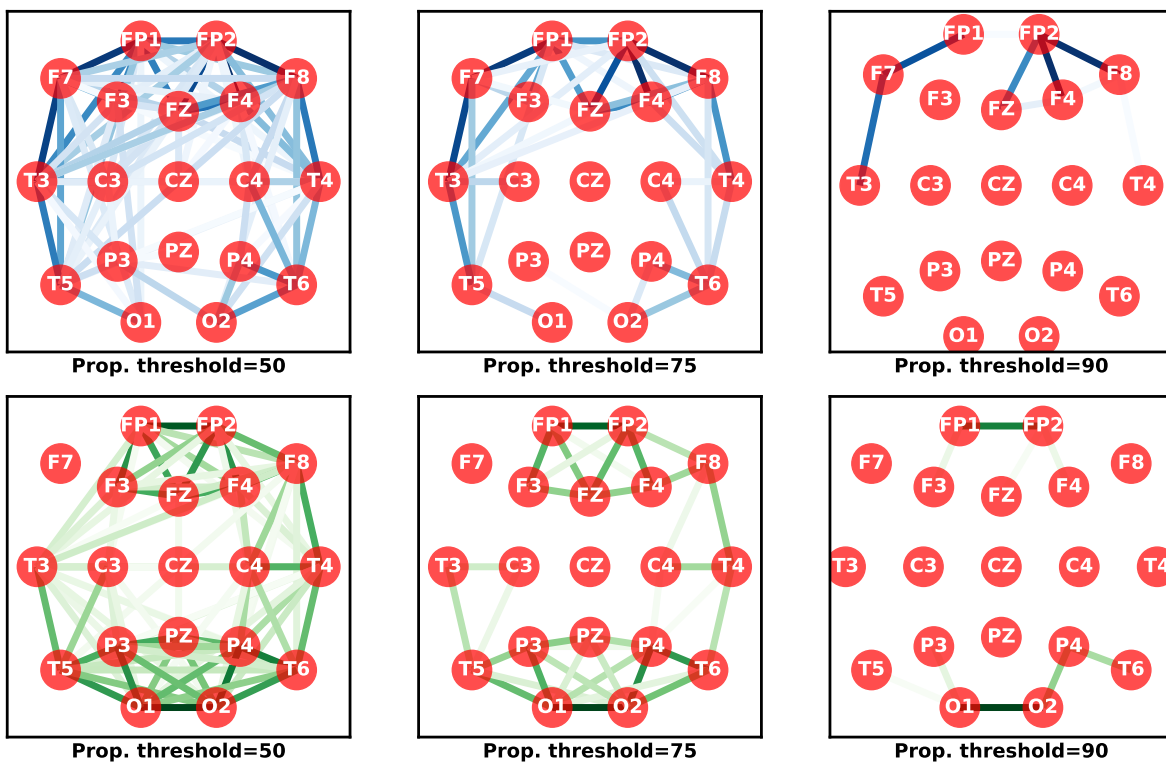 FP1 FP2 FP1 FP2 FP1 FP2
F7 F8 F7 F8 F7 F8
F3 FZ F4 F3 FZ F4 F3 FZ F4
T3 C3 CZ C4 T4 T3 C3 CZ C4 T4 T3 C3 CZ C4 T4
P3 PZ P4 P3 PZ P4 P3 PZ P4
T5 T6 T5 T6 T5 T6
O1 O2 O1 O2 O1 O2
Prop. threshold=50 Prop. threshold=75 Prop. threshold=90
FP1 FP2 FP1 FP2 FP1 FP2
F7 F8 F7 F8 F7 F8
F3 FZ F4 F3 FZ F4 F3 FZ F4
T3 C3 CZ C4 T4 T3 C3 CZ C4 T4 T3 C3 CZ C4 T4
P3 PZ P4 P3 PZ P4 P3 PZ P4
T5 T6 T5 T6 T5 T6
O1 O2 O1 O2 O1 O2
Prop. threshold=50 Prop. threshold=75 Prop. threshold=90